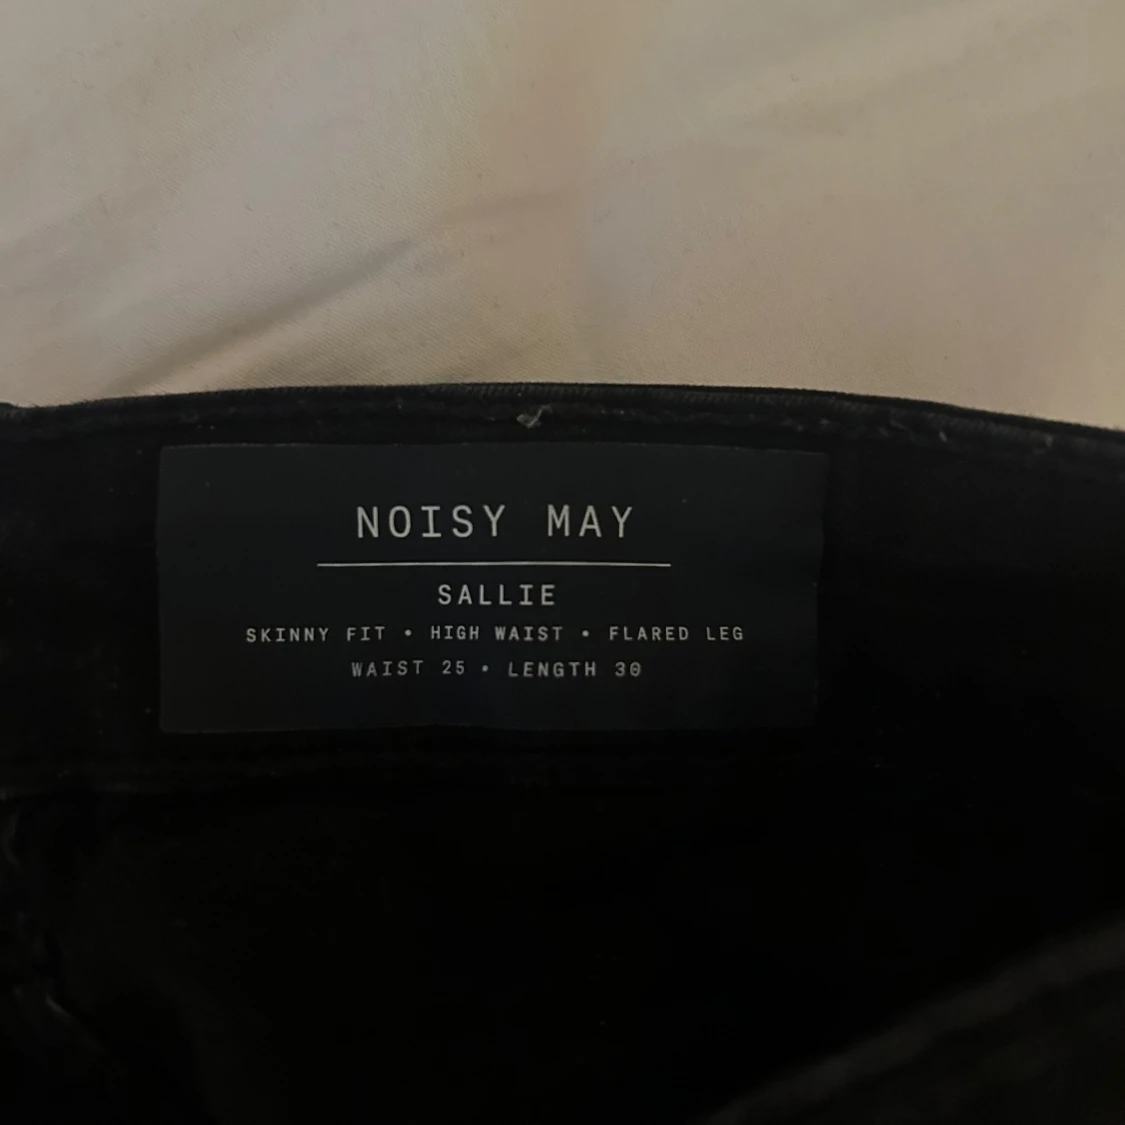 NOISY MAY
SALLIE
SKINNY FIT • HIGH WAIST • FLARED LEG
WAIST 25 • LENGTH 30